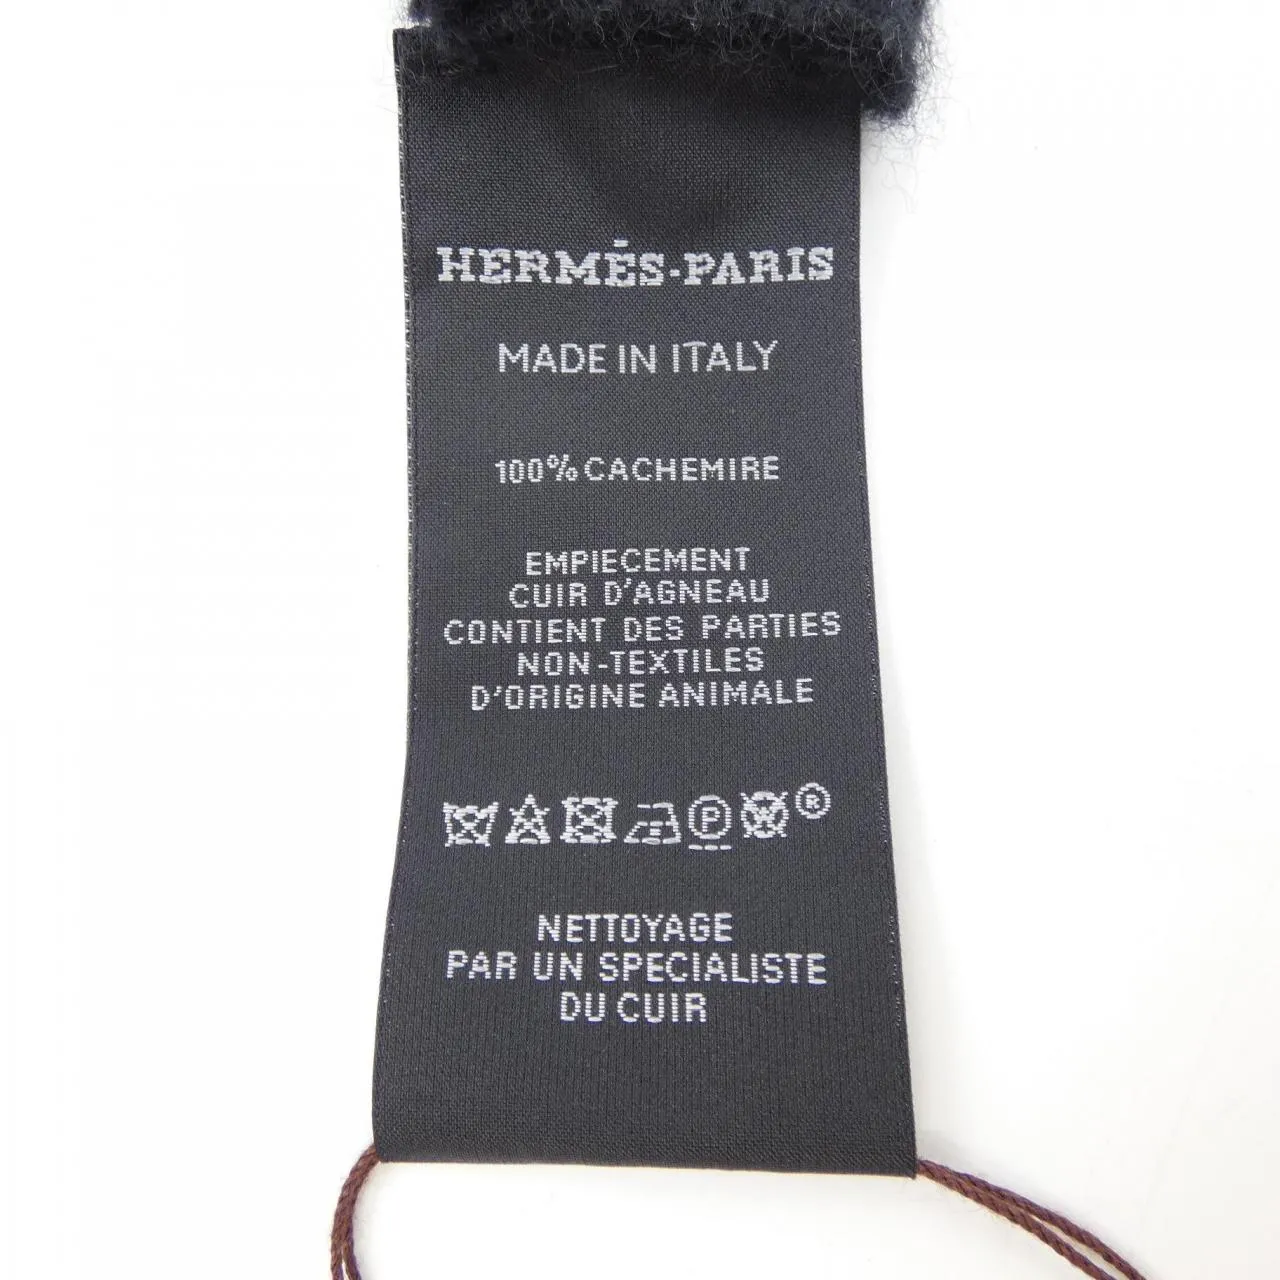 HERMÈS-PARIS
MADE IN ITALY
100% CACHEMIRE
EMPIECEMENT
CUIR D'AGNEAU
CONTIENT DES PARTIES
NON-TEXTILES
D'ORIGINE ANIMALE
P W ®
NETTOYAGE
PAR UN SPECIALISTE
DU CUIR